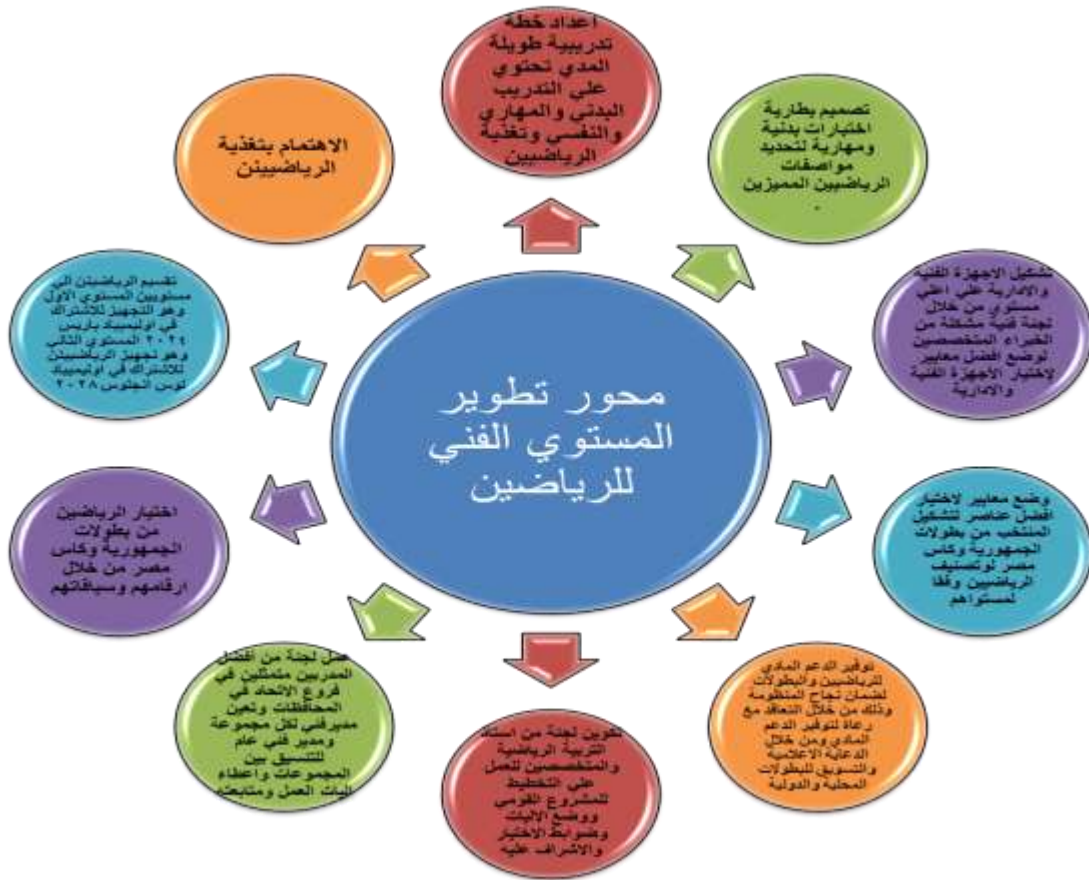 محور تطوير
المستوي الفني
للرياضين
اعداد خطة
تدريبية طويلة
المدي تحتوي
علي التدريب
البدني والمهاري
والنفسي وتغذية
الرياضيين
تصميم بطارية
اختبارات بدنية
ومهارية لتحديد
مواصفات
الرياضيين المميزين
.
تشكيل الاجهزة الفنية
والادارية علي اعلي
مستوي من خلال
لجنة فنية مشكلة من
الخبراء المتخصصين
لوضع افضل معايير
لاختيار الاجهزة الفنية
والادارية
وضع معايير لاختيار
افضل عناصر لتشكيل
المنتخب من بطولات
الجمهورية وكاس
مصر لوتصنيف
الرياضيين وفقا
لمستواهم
توفير الدعم المادي
للرياضيين والبطولات
لضمان نجاح المنظومة
وذلك من خلال التعاقد مع
رعاة لتوفير الدعم
المادي ومن خلال
الدعاية الاعلامية
والتسويق للبطولات
المحلية والدولية
تكوين لجنة من اساتذ
التربية الرياضية
والمتخصصين للعمل
علي التخطيط
للمشروع القومي
ووضع الاليات
وضوابط الاختيار
والاشراف عليه
عمل لجنة من افضل
المدربين متمثلين في
فروع الاتحاد في
المحافظات وتعين
مديرفني لكل مجموعة
ومدير فني عام
للتنسيق بين
المجموعات واعطاء
اليات العمل ومتابعته
اختيار الرياضين
من بطولات
الجمهورية وكاس
مصر من خلال
ارقامهم وسباقاتهم
تقسيم الرياضيتن الي
مستويين المستوي الاول
وهو التجهيز للاشتراك
في اوليمبياد باريس
٢٠٢٤ المستوي الثاني
وهو تجهيز الرياضيينن
للاشتراك في اوليمبياد
لوس انجلوس ٢٠٢٨
الاهتمام بتغذية
الرياضيينن